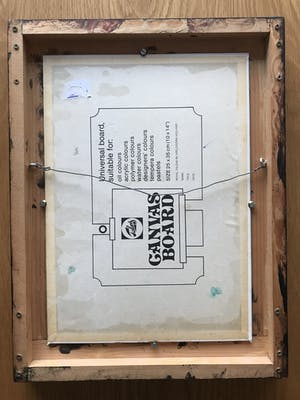 Universal board,
suitable for:
oil colours
acrylic colours
polymer colours
water colours
designers' colours
tempera colours
pastels
CANVAS
BOARD